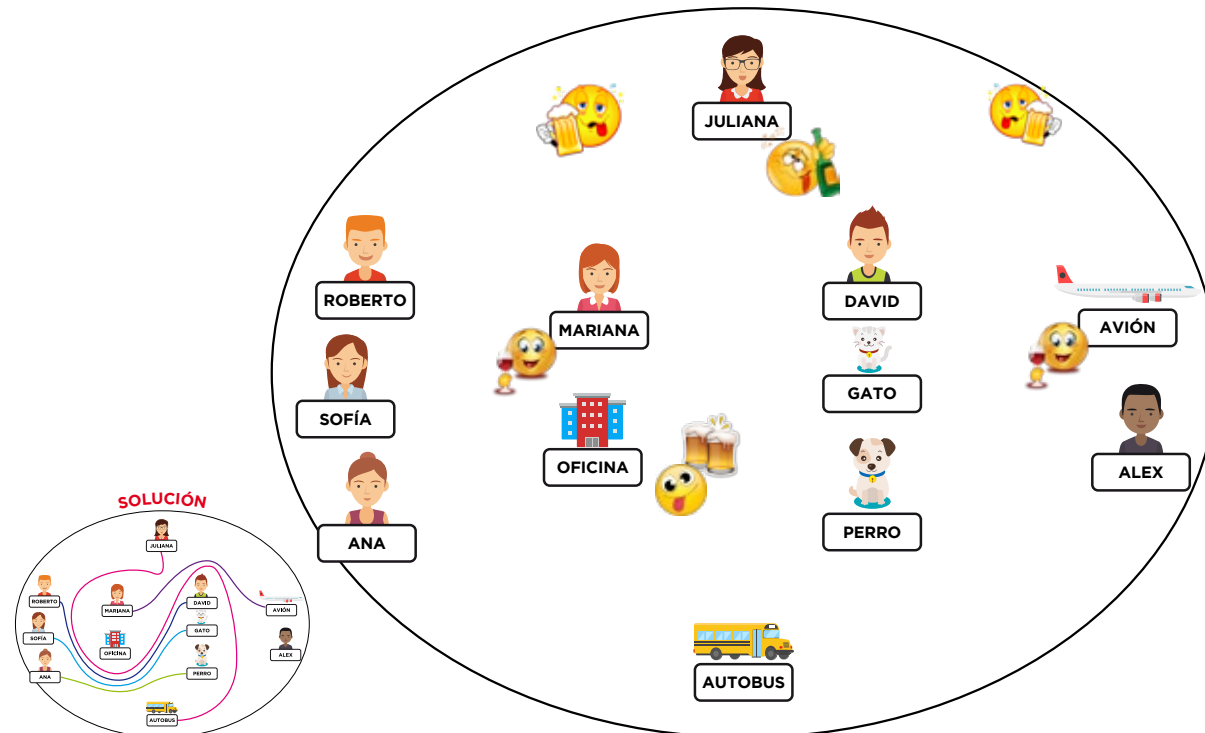 JULIANA
ROBERTO
MARIANA
DAVID
AVIÓN
SOFÍA
GATO
OFICINA
ALEX
ANA
PERRO
AUTOBUS
SOLUCIÓN
JULIANA
ROBERTO
MARIANA
DAVID
AVIÓN
SOFÍA
GATO
OFICINA
ALEX
ANA
PERRO
AUTOBUS